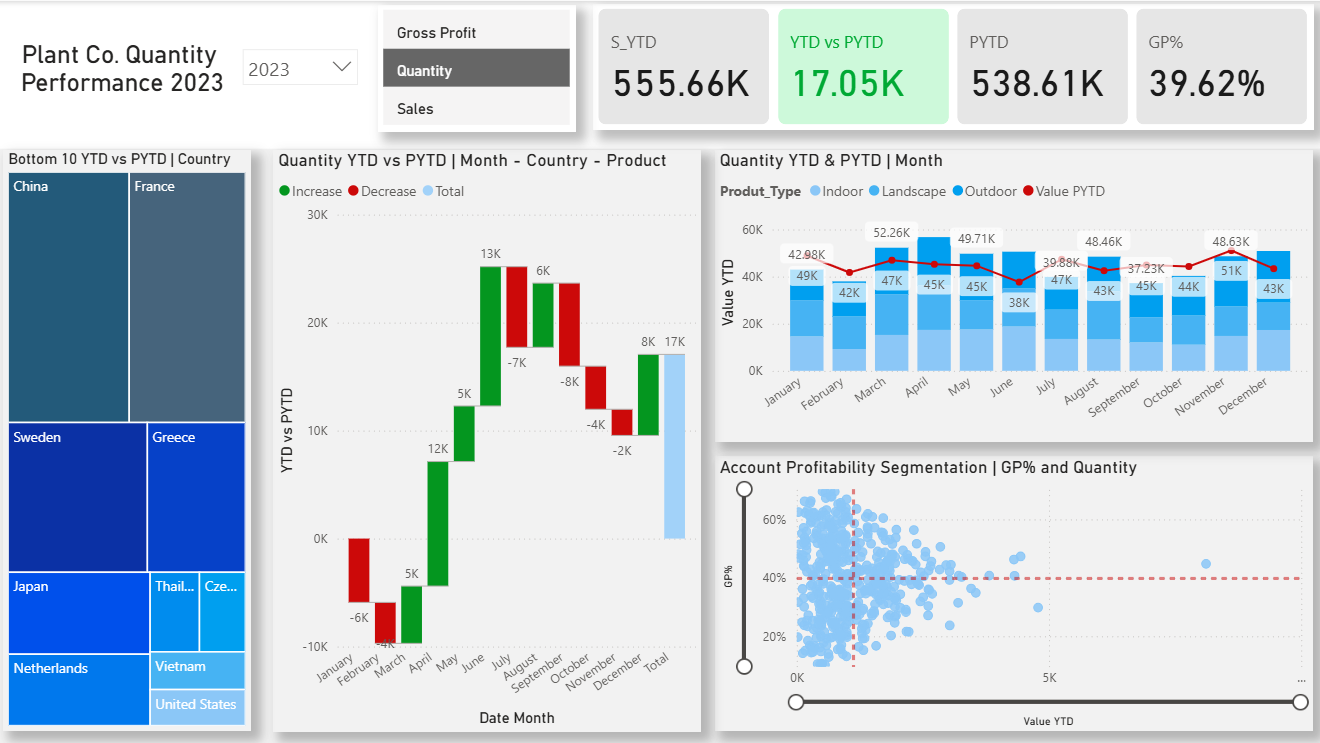 Plant Co. Quantity
Performance 2023
2023
Gross Profit
Quantity
Sales
S_YTD
555.66K
YTD vs PYTD
17.05K
PYTD
538.61K
GP%
39.62%
Bottom 10 YTD vs PYTD | Country
China
France
Sweden
Greece
Japan
Thail...
Cze...
Netherlands
Vietnam
United States
Quantity YTD vs PYTD | Month - Country - Product
Increase Decrease Total
YTD vs PYTD
30K
20K
10K
0K
-10K
-6K
-4K
5K
12K
5K
13K
-7K
6K
-8K
-4K
-2K
8K
17K
January
February
March
April
May
June
July
August
September
October
November
December
Total
Date Month
Quantity YTD & PYTD | Month
Produt_Type Indoor Landscape Outdoor Value PYTD
Value YTD
60K
40K
20K
0K
42.98K
52.26K
49.71K
39.88K
48.46K
37.23K
48.63K
49K
42K
47K
45K
45K
38K
47K
43K
45K
44K
51K
43K
January
February
March
April
May
June
July
August
September
October
November
December
Account Profitability Segmentation | GP% and Quantity
GP%
60%
40%
20%
0K
5K
...
Value YTD